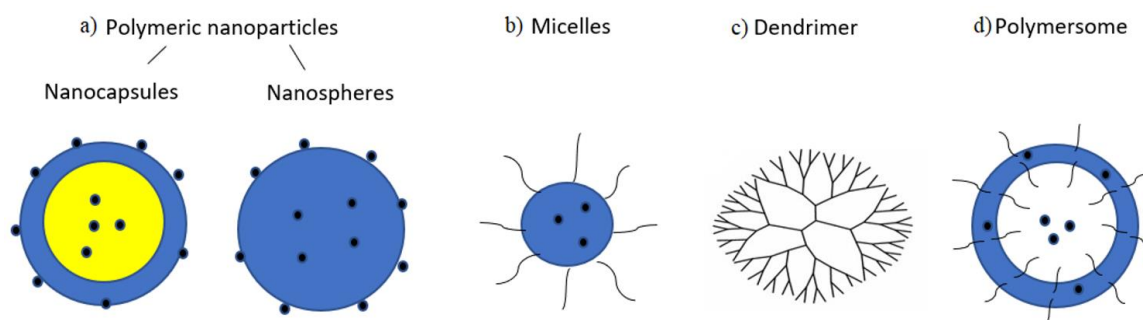 a) Polymeric nanoparticles
Nanocapsules
Nanospheres
b) Micelles
c) Dendrimer
d) Polymersome